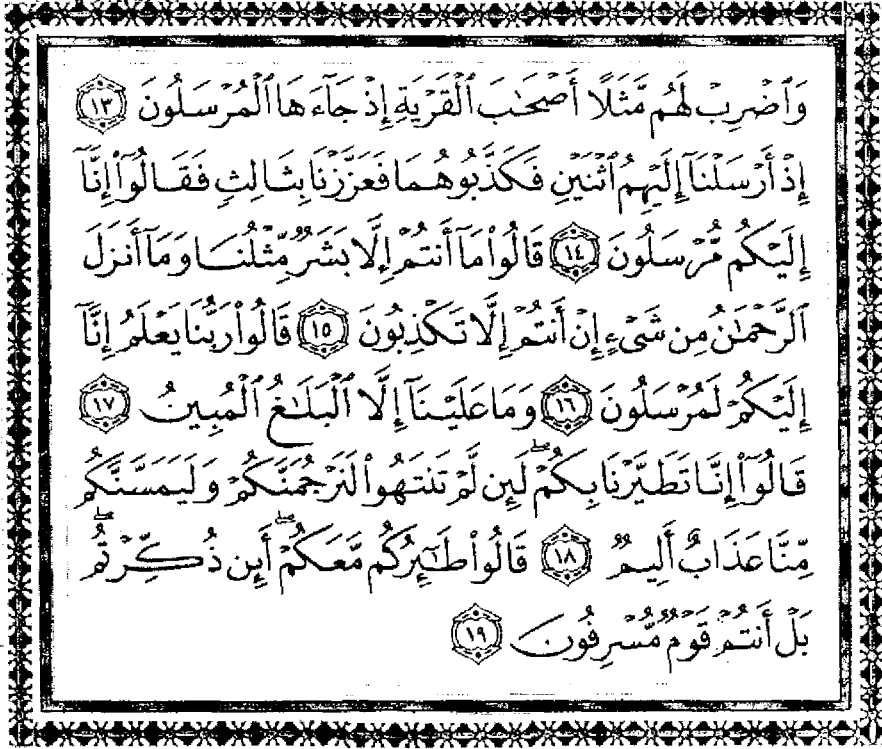 وَٱضْرِبْ لَهُم مَّثَلًا أَصْحَٰبَ ٱلْقَرْيَةِ إِذْ جَآءَهَا ٱلْمُرْسَلُونَ ١٣
إِذْ أَرْسَلْنَآ إِلَيْهِمُ ٱثْنَيْنِ فَكَذَّبُوهُمَا فَعَزَّزْنَا بِثَالِثٍ فَقَالُوٓا۟ إِنَّآ
إِلَيْكُم مُّرْسَلُونَ ١٤ قَالُوا۟ مَآ أَنتُمْ إِلَّا بَشَرٌ مِّثْلُنَا وَمَآ أَنزَلَ
ٱلرَّحْمَٰنُ مِن شَىْءٍ إِنْ أَنتُمْ إِلَّا تَكْذِبُونَ ١٥ قَالُوا۟ رَبُّنَا يَعْلَمُ إِنَّآ
إِلَيْكُمْ لَمُرْسَلُونَ ١٦ وَمَا عَلَيْنَآ إِلَّا ٱلْبَلَٰغُ ٱلْمُبِينُ ١٧
قَالُوٓا۟ إِنَّا تَطَيَّرْنَا بِكُمْ ۖ لَئِن لَّمْ تَنتَهُوا۟ لَنَرْجُمَنَّكُمْ وَلَيَمَسَّنَّكُم
مِّنَّا عَذَابٌ أَلِيمٌ ١٨ قَالُوا۟ طَٰٓئِرُكُم مَّعَكُمْ ۖ أَئِن ذُكِّرْتُم ۖ
بَلْ أَنتُمْ قَوْمٌ مُّسْرِفُونَ ١٩